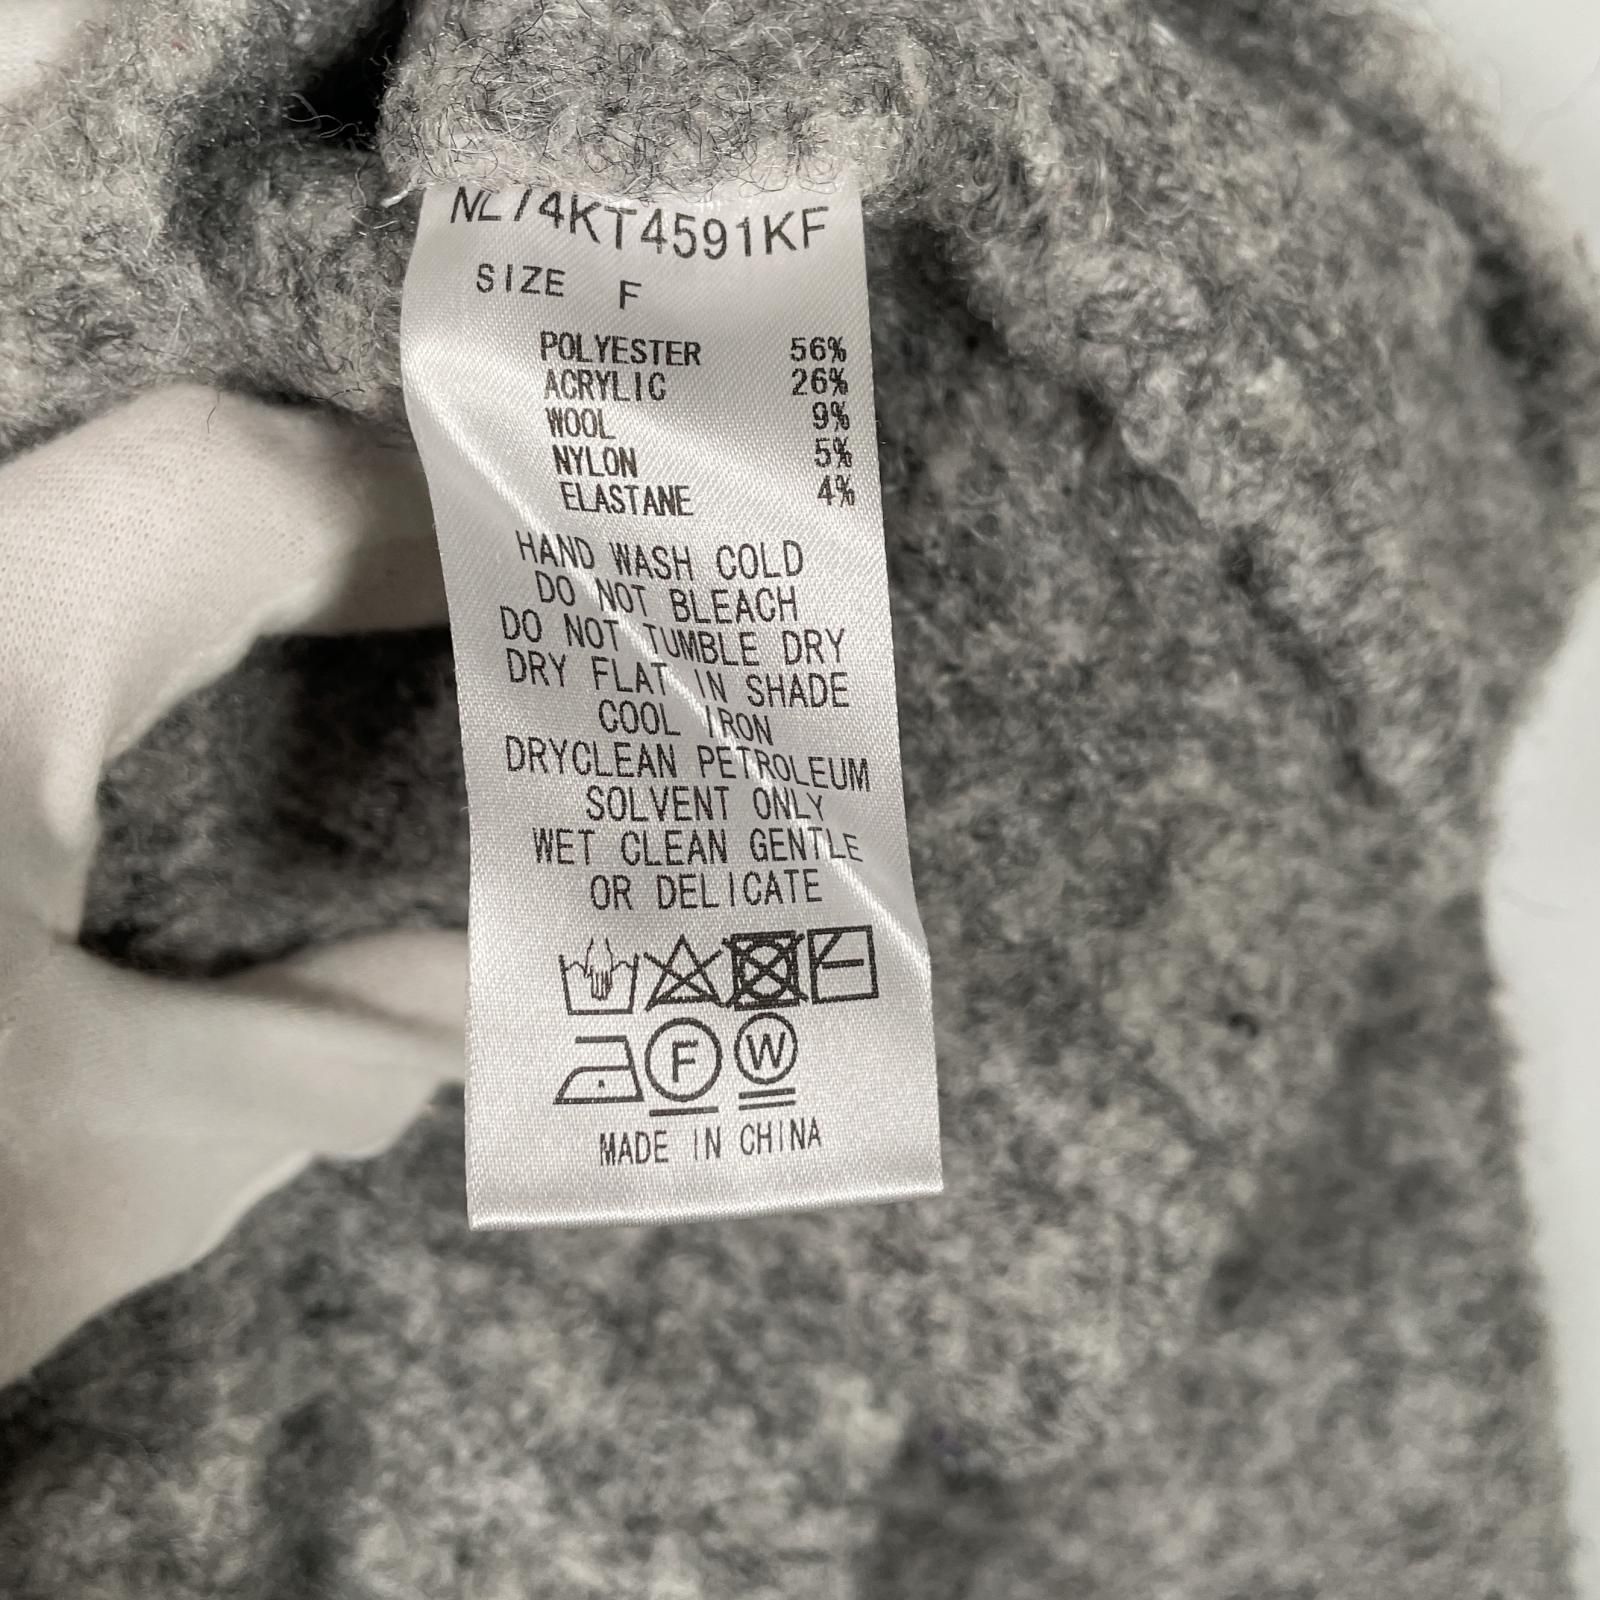 NL74KT4591KF
SIZE F
POLYESTER 56%
ACRYLIC 26%
WOOL 9%
NYLON 5%
ELASTANE 4%
HAND WASH COLD
DO NOT BLEACH
DO NOT TUMBLE DRY
DRY FLAT IN SHADE
COOL IRON
DRYCLEAN PETROLEUM
SOLVENT ONLY
WET CLEAN GENTLE
OR DELICATE
F W
MADE IN CHINA